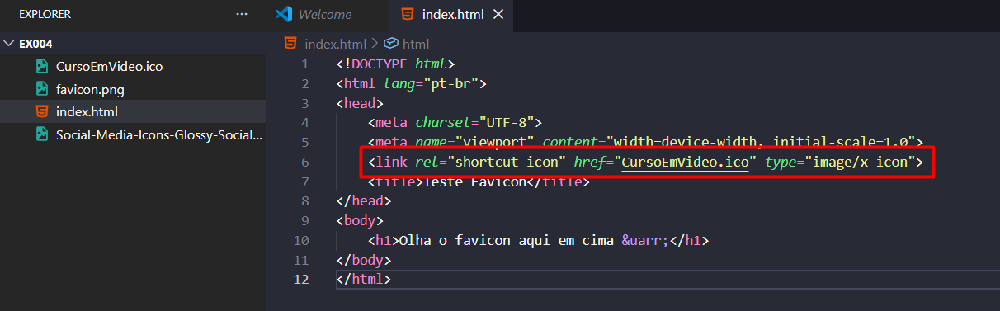 EXPLORER ···
EX004
CursoEmVideo.ico
favicon.png
index.html
Social-Media-Icons-Glossy-Social...
Welcome index.html
index.html > html
1 <!DOCTYPE html>
2 <html lang="pt-br">
3 <head>
4 <meta charset="UTF-8">
5 <meta name="viewport" content="width=device-width, initial-scale=1.0">
6 <link rel="shortcut icon" href="CursoEmVideo.ico" type="image/x-icon">
7 <title>Teste Favicon</title>
8 </head>
9 <body>
10 <h1>Olha o favicon aqui em cima &uarr;</h1>
11 </body>
12 </html>